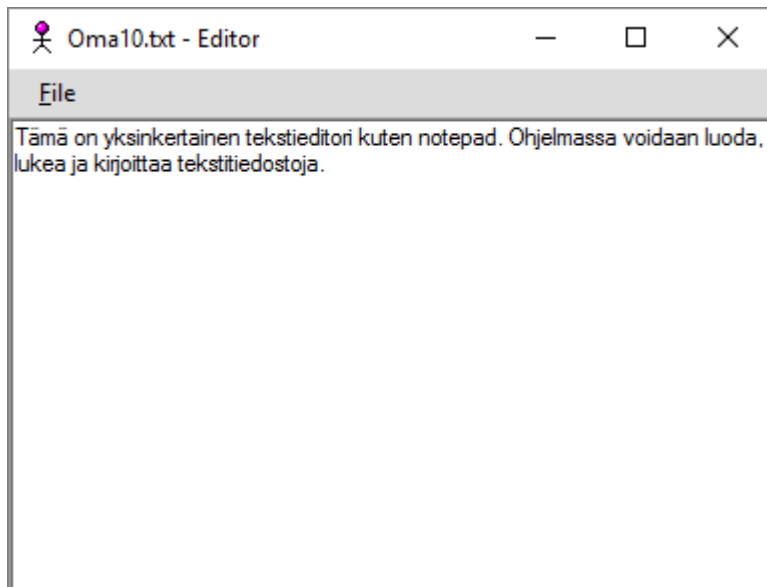 Oma10.txt - Editor
File
Tämä on yksinkertainen tekstieditori kuten notepad. Ohjelmassa voidaan luoda,
lukea ja kirjoittaa tekstitiedostoja.